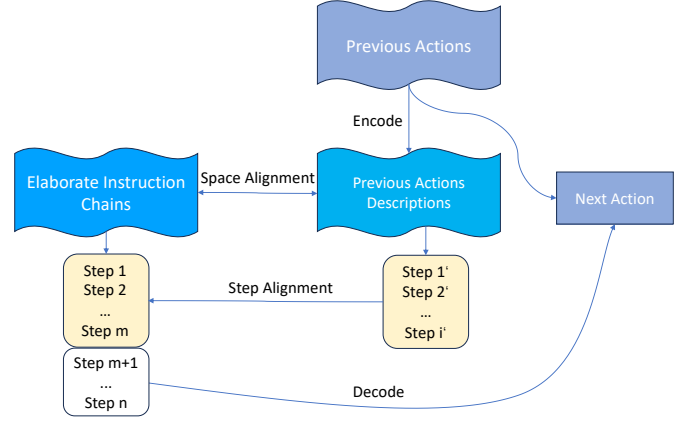 Previous Actions
Encode
Elaborate Instruction
Chains
Space Alignment
Previous Actions
Descriptions
Next Action
Step 1
Step 2
...
Step m
Step Alignment
Step 1‘
Step 2‘
...
Step i‘
Step m+1
...
Step n
Decode